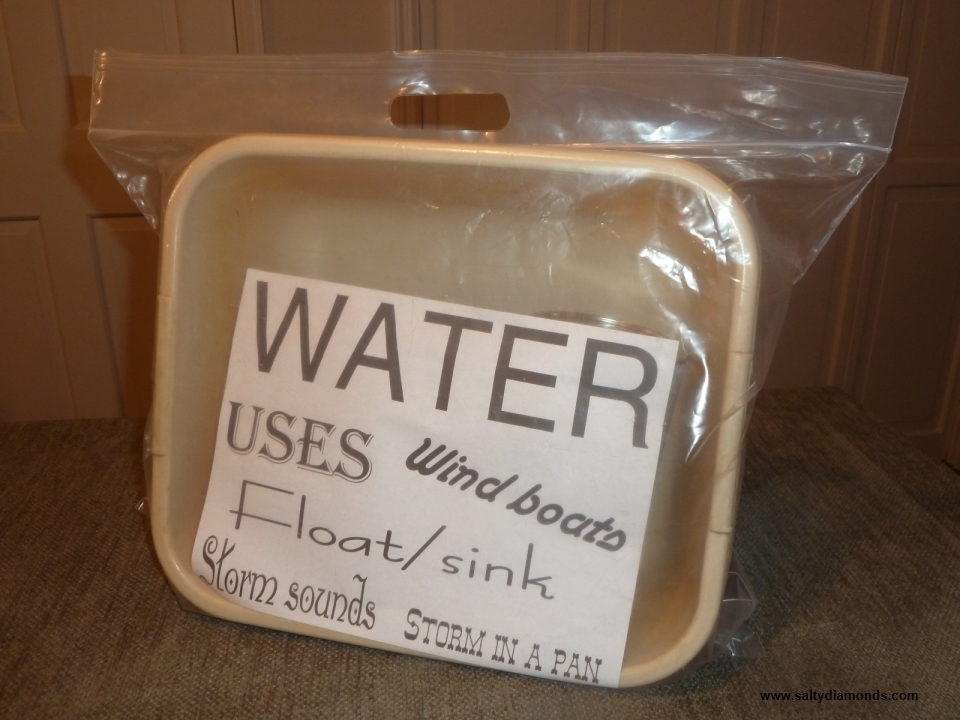 WATER
USES Wind boats
Float/sink
Storm sounds STORM IN A PAN
www.saltydiamonds.com